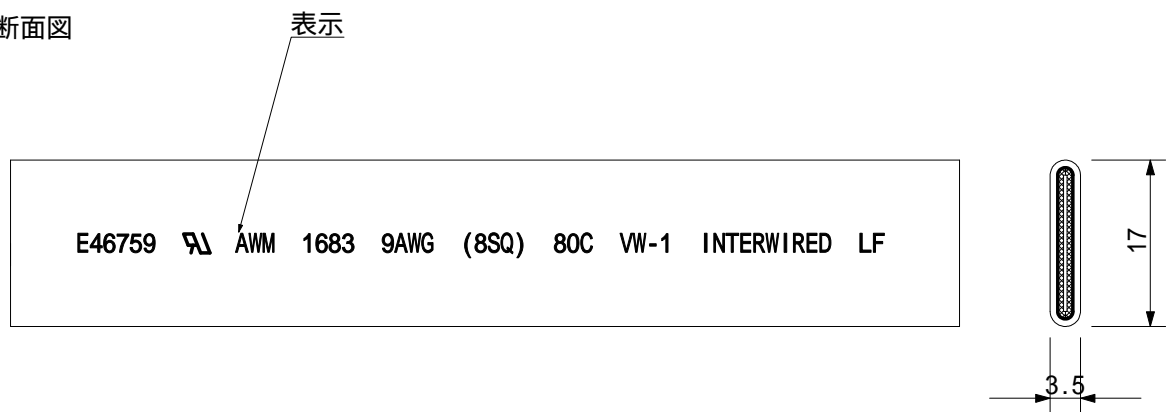 断面図
表示
E46759 AWM 1683 9AWG (8SQ) 80C VW-1 INTERWIRED LF
17
3.5